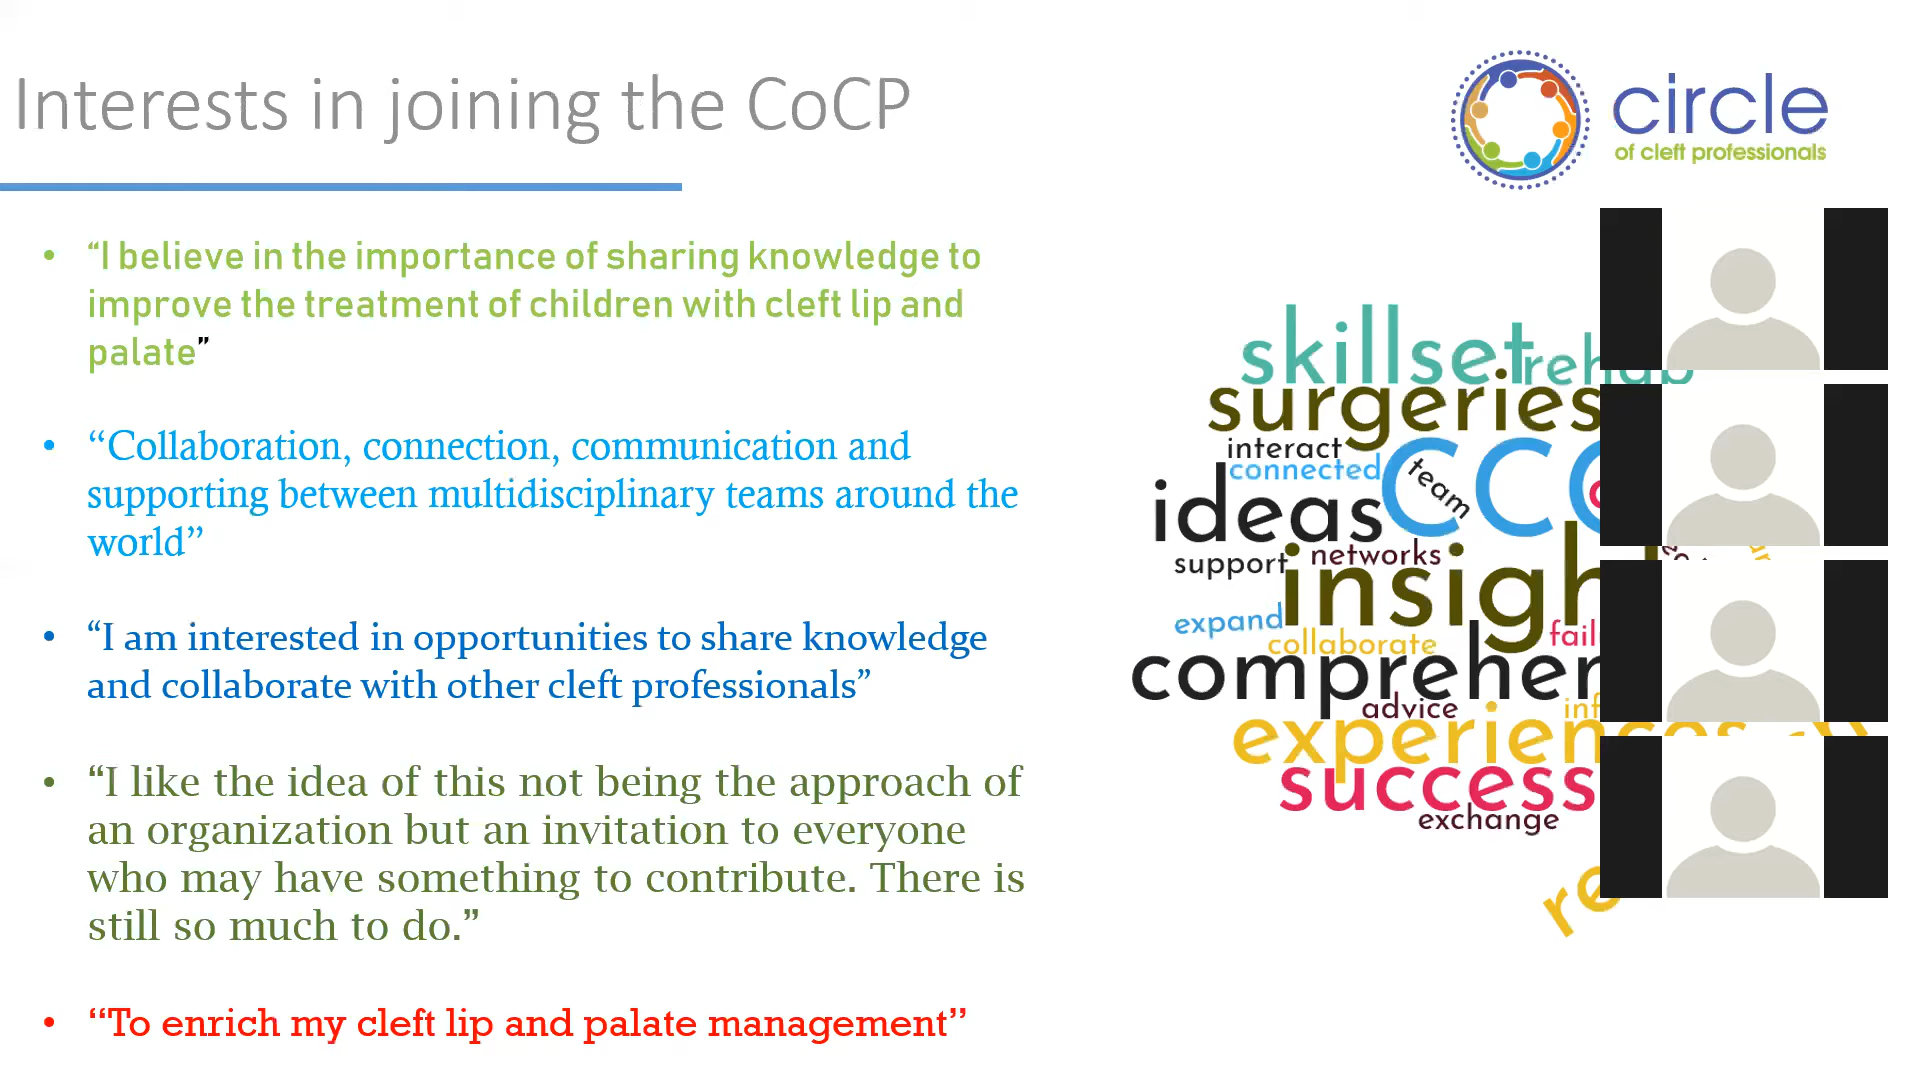 Interests in joining the CoCP
circle
of cleft professionals
• “I believe in the importance of sharing knowledge to
improve the treatment of children with cleft lip and
palate”
• “Collaboration, connection, communication and
supporting between multidisciplinary teams around the
world”
• “I am interested in opportunities to share knowledge
and collaborate with other cleft professionals”
• “I like the idea of this not being the approach of
an organization but an invitation to everyone
who may have something to contribute. There is
still so much to do.”
• “To enrich my cleft lip and palate management”
skillset
rehab
surgeries
interact
connected
team
ideas
networks
support
expand
collaborate
advice
experiences
success
exchange